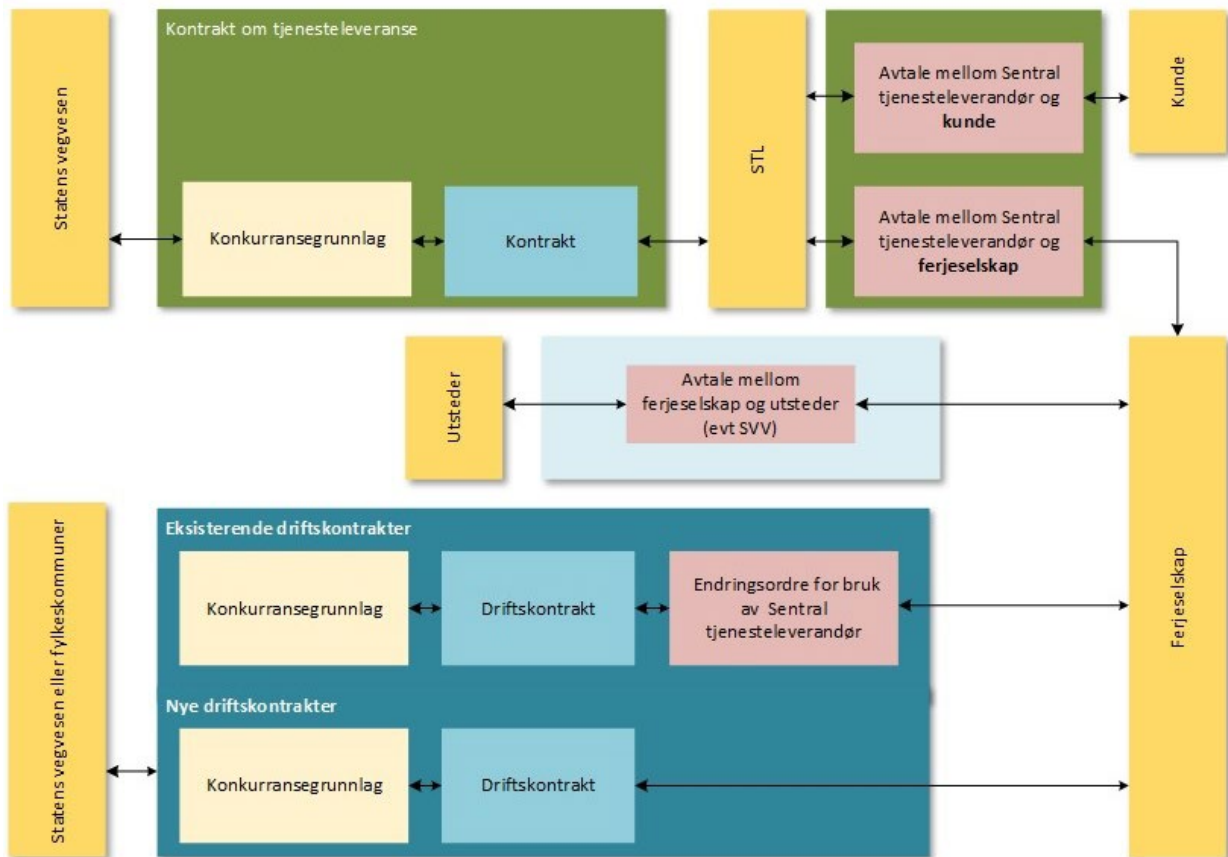 Statens vegvesen
Kontrakt om tjenesteleveranse
Konkurransegrunnlag
Kontrakt
STL
Avtale mellom Sentral
tjenesteleverandør og
kunde
Kunde
Avtale mellom Sentral
tjenesteleverandør og
ferjeselskap
Utsteder
Avtale mellom
ferjeselskap og utsteder
(evt SVV)
Ferjeselskap
Statens vegvesen eller fylkeskommuner
Eksisterende driftskontrakter
Konkurransegrunnlag
Driftskontrakt
Endringsordre for bruk
av Sentral
tjenesteleverandør
Nye driftskontrakter
Konkurransegrunnlag
Driftskontrakt